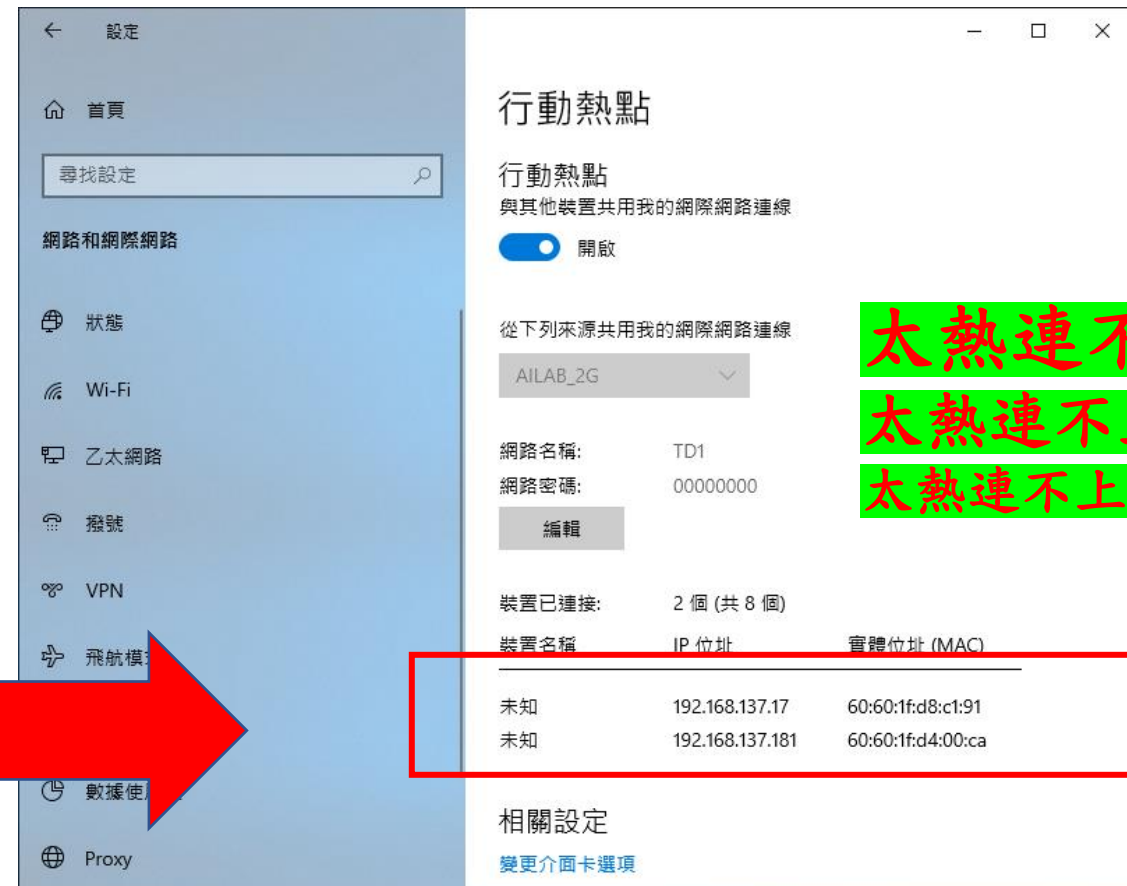 設定
首頁
尋找設定
網路和網際網路
狀態
Wi-Fi
乙太網路
撥號
VPN
飛航模
數據使
Proxy
行動熱點
行動熱點
與其他裝置共用我的網際網路連線
開啟
從下列來源共用我的網際網路連線
AILAB_2G
網路名稱: TD1
網路密碼: 00000000
編輯
裝置已連接: 2 個 (共 8 個)
裝置名稱 IP 位址 實體位址 (MAC)
未知 192.168.137.17 60:60:1f:d8:c1:91
未知 192.168.137.181 60:60:1f:d4:00:ca
相關設定
變更介面卡選項
太熱連不
太熱連不
太熱連不上